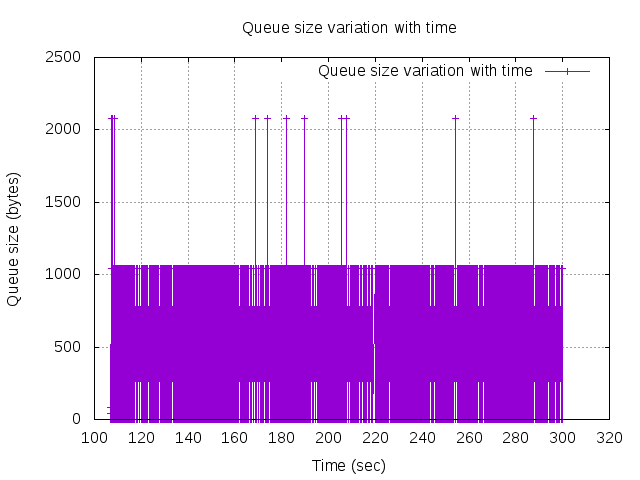 Queue size variation with time
Queue size variation with time
2500
2000
1500
1000
500
0
Queue size (bytes)
100 120 140 160 180 200 220 240 260 280 300 320
Time (sec)